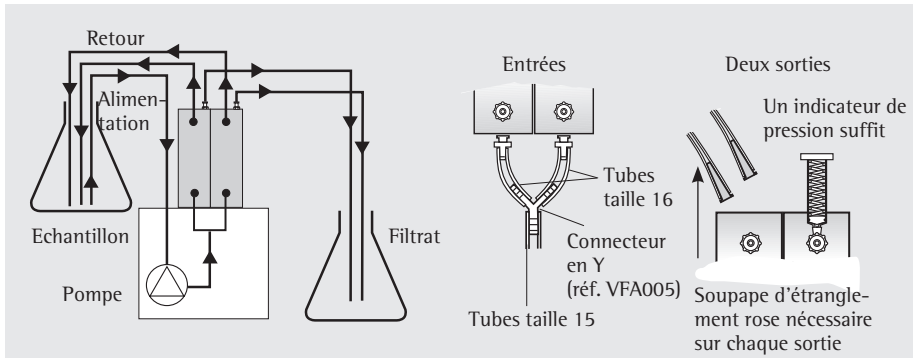 Retour
Alimen-
tation
Echantillon
Pompe
Filtrat
Entrées
Tubes
taille 16
Connecteur
en Y
(réf. VFA005)
Tubes taille 15
Deux sorties
Un indicateur de
pression suffit
Soupape d'étrangle-
ment rose nécessaire
sur chaque sortie